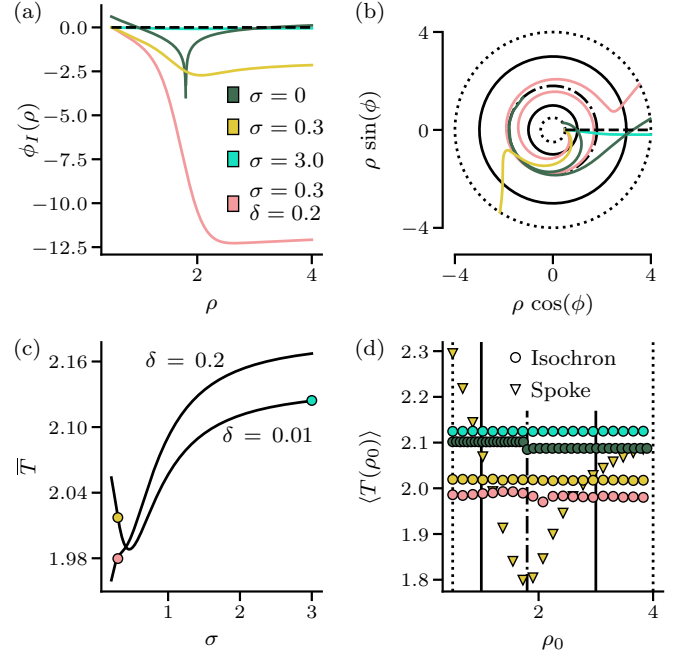 (a)
0.0
−2.5
−5.0
−7.5
−10.0
−12.5
ϕ_I(ρ)
σ = 0
σ = 0.3
σ = 3.0
σ = 0.3
δ = 0.2
2
4
ρ
(b)
4
0
−4
ρ sin(ϕ)
−4
−2
0
2
4
ρ cos(ϕ)
(c)
2.16
2.10
2.04
1.98
T̿
δ = 0.2
δ = 0.01
1
2
3
σ
(d)
2.3
2.2
2.1
2.0
1.9
1.8
⟨T(ρ₀)⟩
Isochron
Spoke
2
4
ρ₀